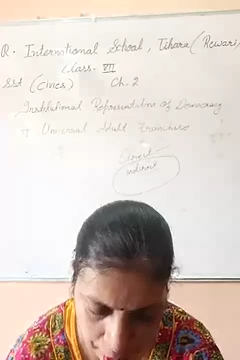 R. International School, Tihara (Rewari)
Class- VII
SSt (Civics) Ch-2
Institutional Representation of Democracy
Universal Adult Franchise
Direct
indirect